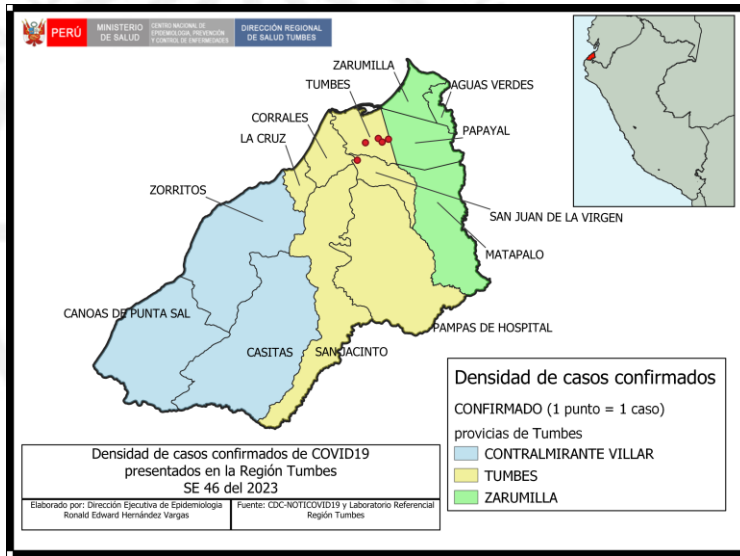 PERÚ
MINISTERIO
DE SALUD
CENTRO NACIONAL DE
EPIDEMIOLOGIA, PREVENCIÓN
Y CONTROL DE ENFERMEDADES
DIRECCIÓN REGIONAL
DE SALUD TUMBES
ZARUMILLA
TUMBES
AGUAS VERDES
CORRALES
LA CRUZ
PAPAYAL
ZORRITOS
SAN JUAN DE LA VIRGEN
MATAPALO
CANOAS DE PUNTA SAL
PAMPAS DE HOSPITAL
CASITAS
SAN JACINTO
Densidad de casos confirmados
CONFIRMADO (1 punto = 1 caso)
provicias de Tumbes
CONTRALMIRANTE VILLAR
TUMBES
ZARUMILLA
Densidad de casos confirmados de COVID19
presentados en la Región Tumbes
SE 46 del 2023
Elaborado por: Dirección Ejecutiva de Epidemiologia
Ronald Edward Hernández Vargas
Fuente: CDC-NOTICOVID19 y Laboratorio Referencial
Región Tumbes